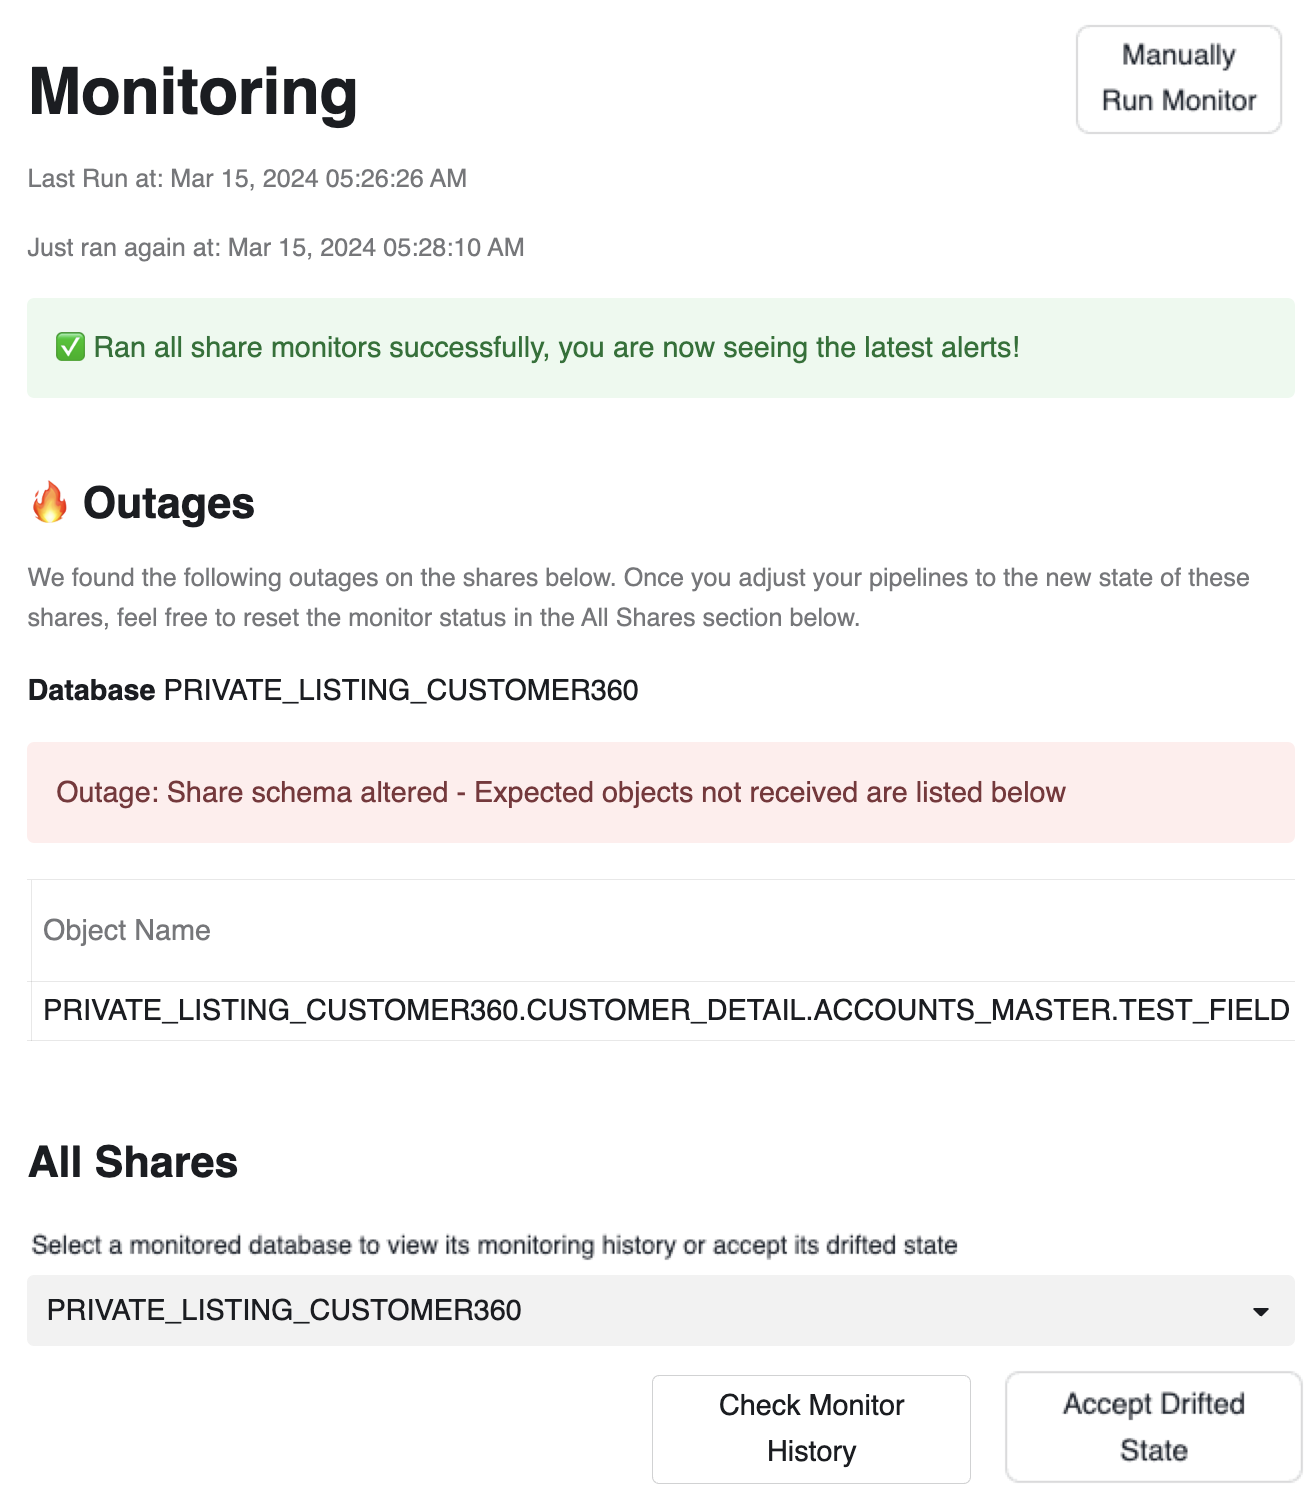 Manually
Run Monitor
Monitoring
Last Run at: Mar 15, 2024 05:26:26 AM
Just ran again at: Mar 15, 2024 05:28:10 AM
✅ Ran all share monitors successfully, you are now seeing the latest alerts!
🔥 Outages
We found the following outages on the shares below. Once you adjust your pipelines to the new state of these
shares, feel free to reset the monitor status in the All Shares section below.
Database PRIVATE_LISTING_CUSTOMER360
Outage: Share schema altered - Expected objects not received are listed below
Object Name
PRIVATE_LISTING_CUSTOMER360.CUSTOMER_DETAIL.ACCOUNTS_MASTER.TEST_FIELD
All Shares
Select a monitored database to view its monitoring history or accept its drifted state
PRIVATE_LISTING_CUSTOMER360
Check Monitor
History
Accept Drifted
State